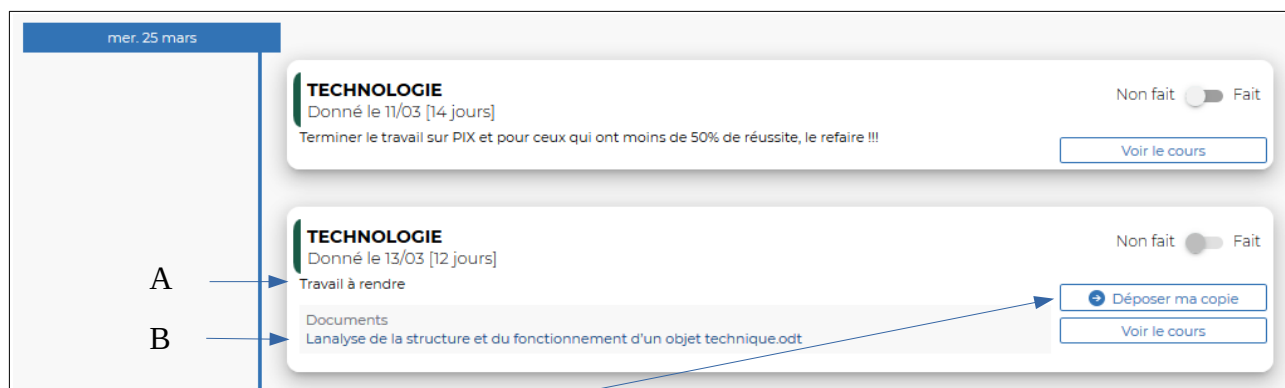 mer. 25 mars
TECHNOLOGIE
Donné le 11/03 [14 jours]
Non fait Fait
Terminer le travail sur PIX et pour ceux qui ont moins de 50% de réussite, le refaire !!!
Voir le cours
TECHNOLOGIE
Donné le 13/03 [12 jours]
Non fait Fait
A
Travail à rendre
Déposer ma copie
Documents
B
Lanalyse de la structure et du fonctionnement d'un objet technique.odt
Voir le cours